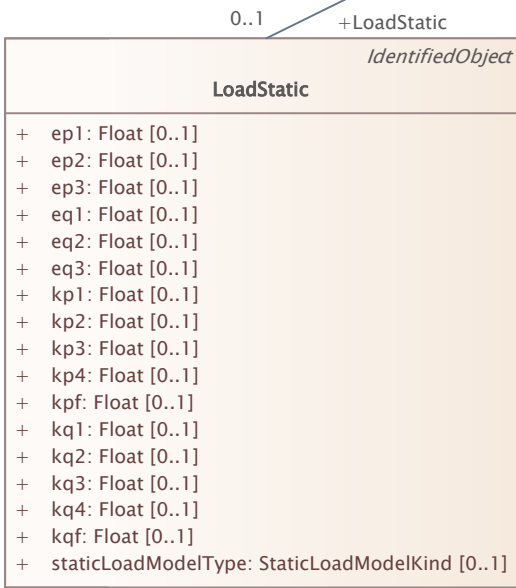 0..1
+LoadStatic
IdentifiedObject
LoadStatic
+ ep1: Float [0..1]
+ ep2: Float [0..1]
+ ep3: Float [0..1]
+ eq1: Float [0..1]
+ eq2: Float [0..1]
+ eq3: Float [0..1]
+ kp1: Float [0..1]
+ kp2: Float [0..1]
+ kp3: Float [0..1]
+ kp4: Float [0..1]
+ kpf: Float [0..1]
+ kq1: Float [0..1]
+ kq2: Float [0..1]
+ kq3: Float [0..1]
+ kq4: Float [0..1]
+ kqf: Float [0..1]
+ staticLoadModelType: StaticLoadModelKind [0..1]